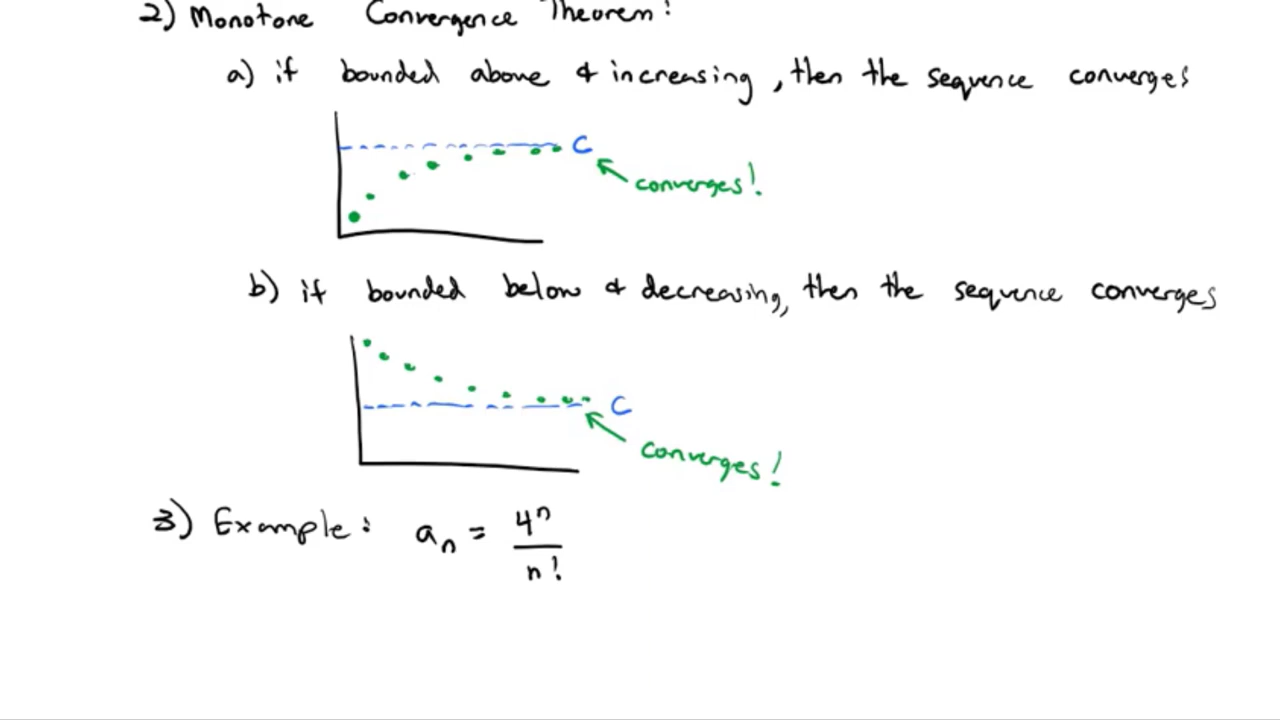 2) Monotone Convergence Theorem:
a) if bounded above & increasing, then the sequence converges
C
converges!
b) if bounded below & decreasing, then the sequence converges
C
converges!
3) Example: aₙ = 4ⁿ/n!